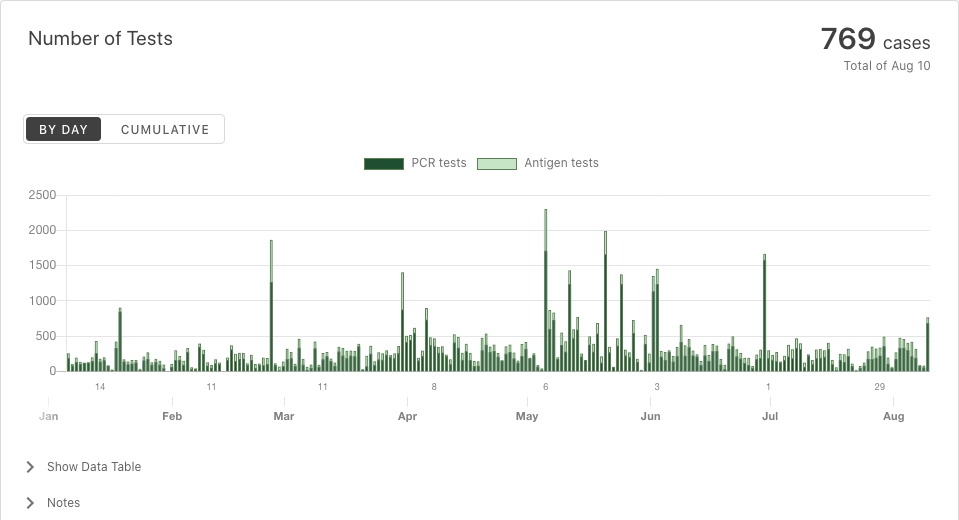 Number of Tests
769 cases
Total of Aug 10
BY DAY
CUMULATIVE
PCR tests
Antigen tests
2500
2000
1500
1000
500
0
14 11 11 8 6 3 1 29
Jan Feb Mar Apr May Jun Jul Aug
Show Data Table
Notes